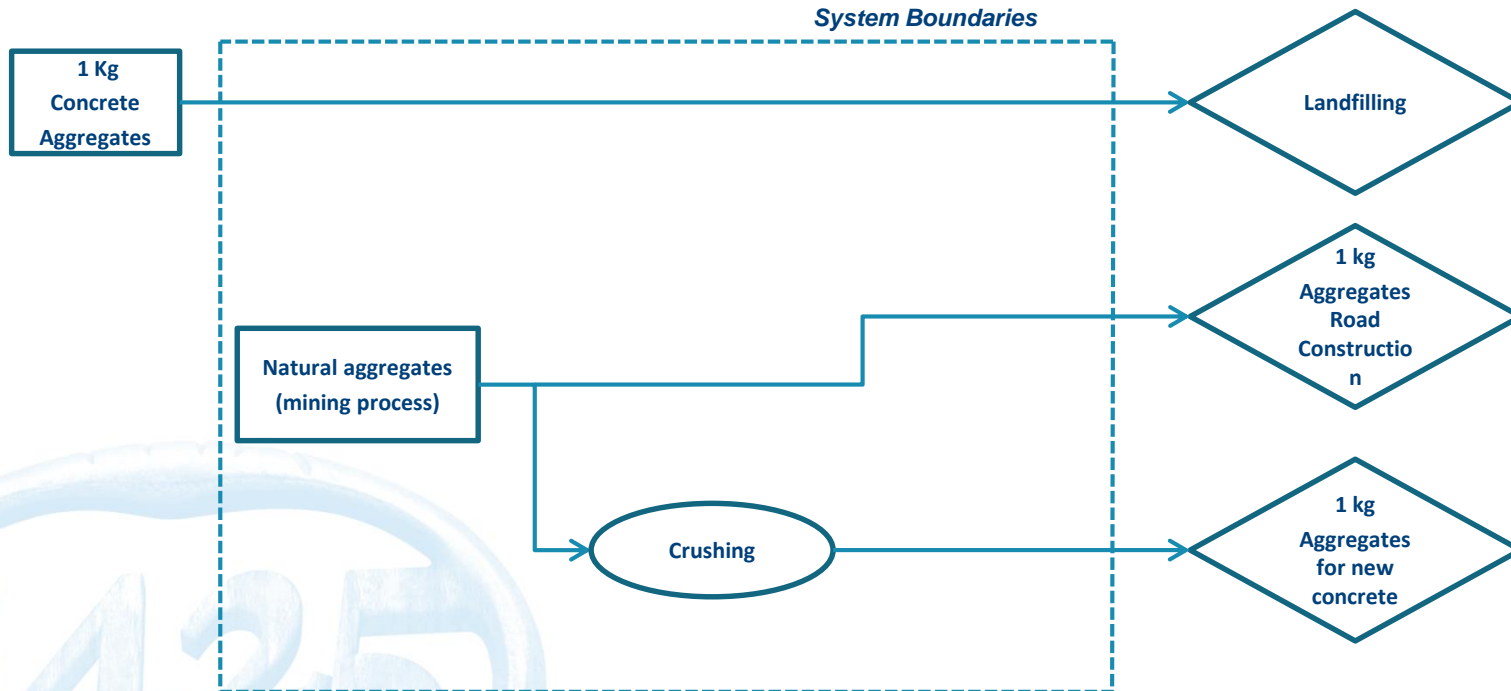 System Boundaries
1 Kg
Concrete
Aggregates
Landfilling
1 kg
Aggregates
Road
Constructio
n
Natural aggregates
(mining process)
Crushing
1 kg
Aggregates
for new
concrete
425